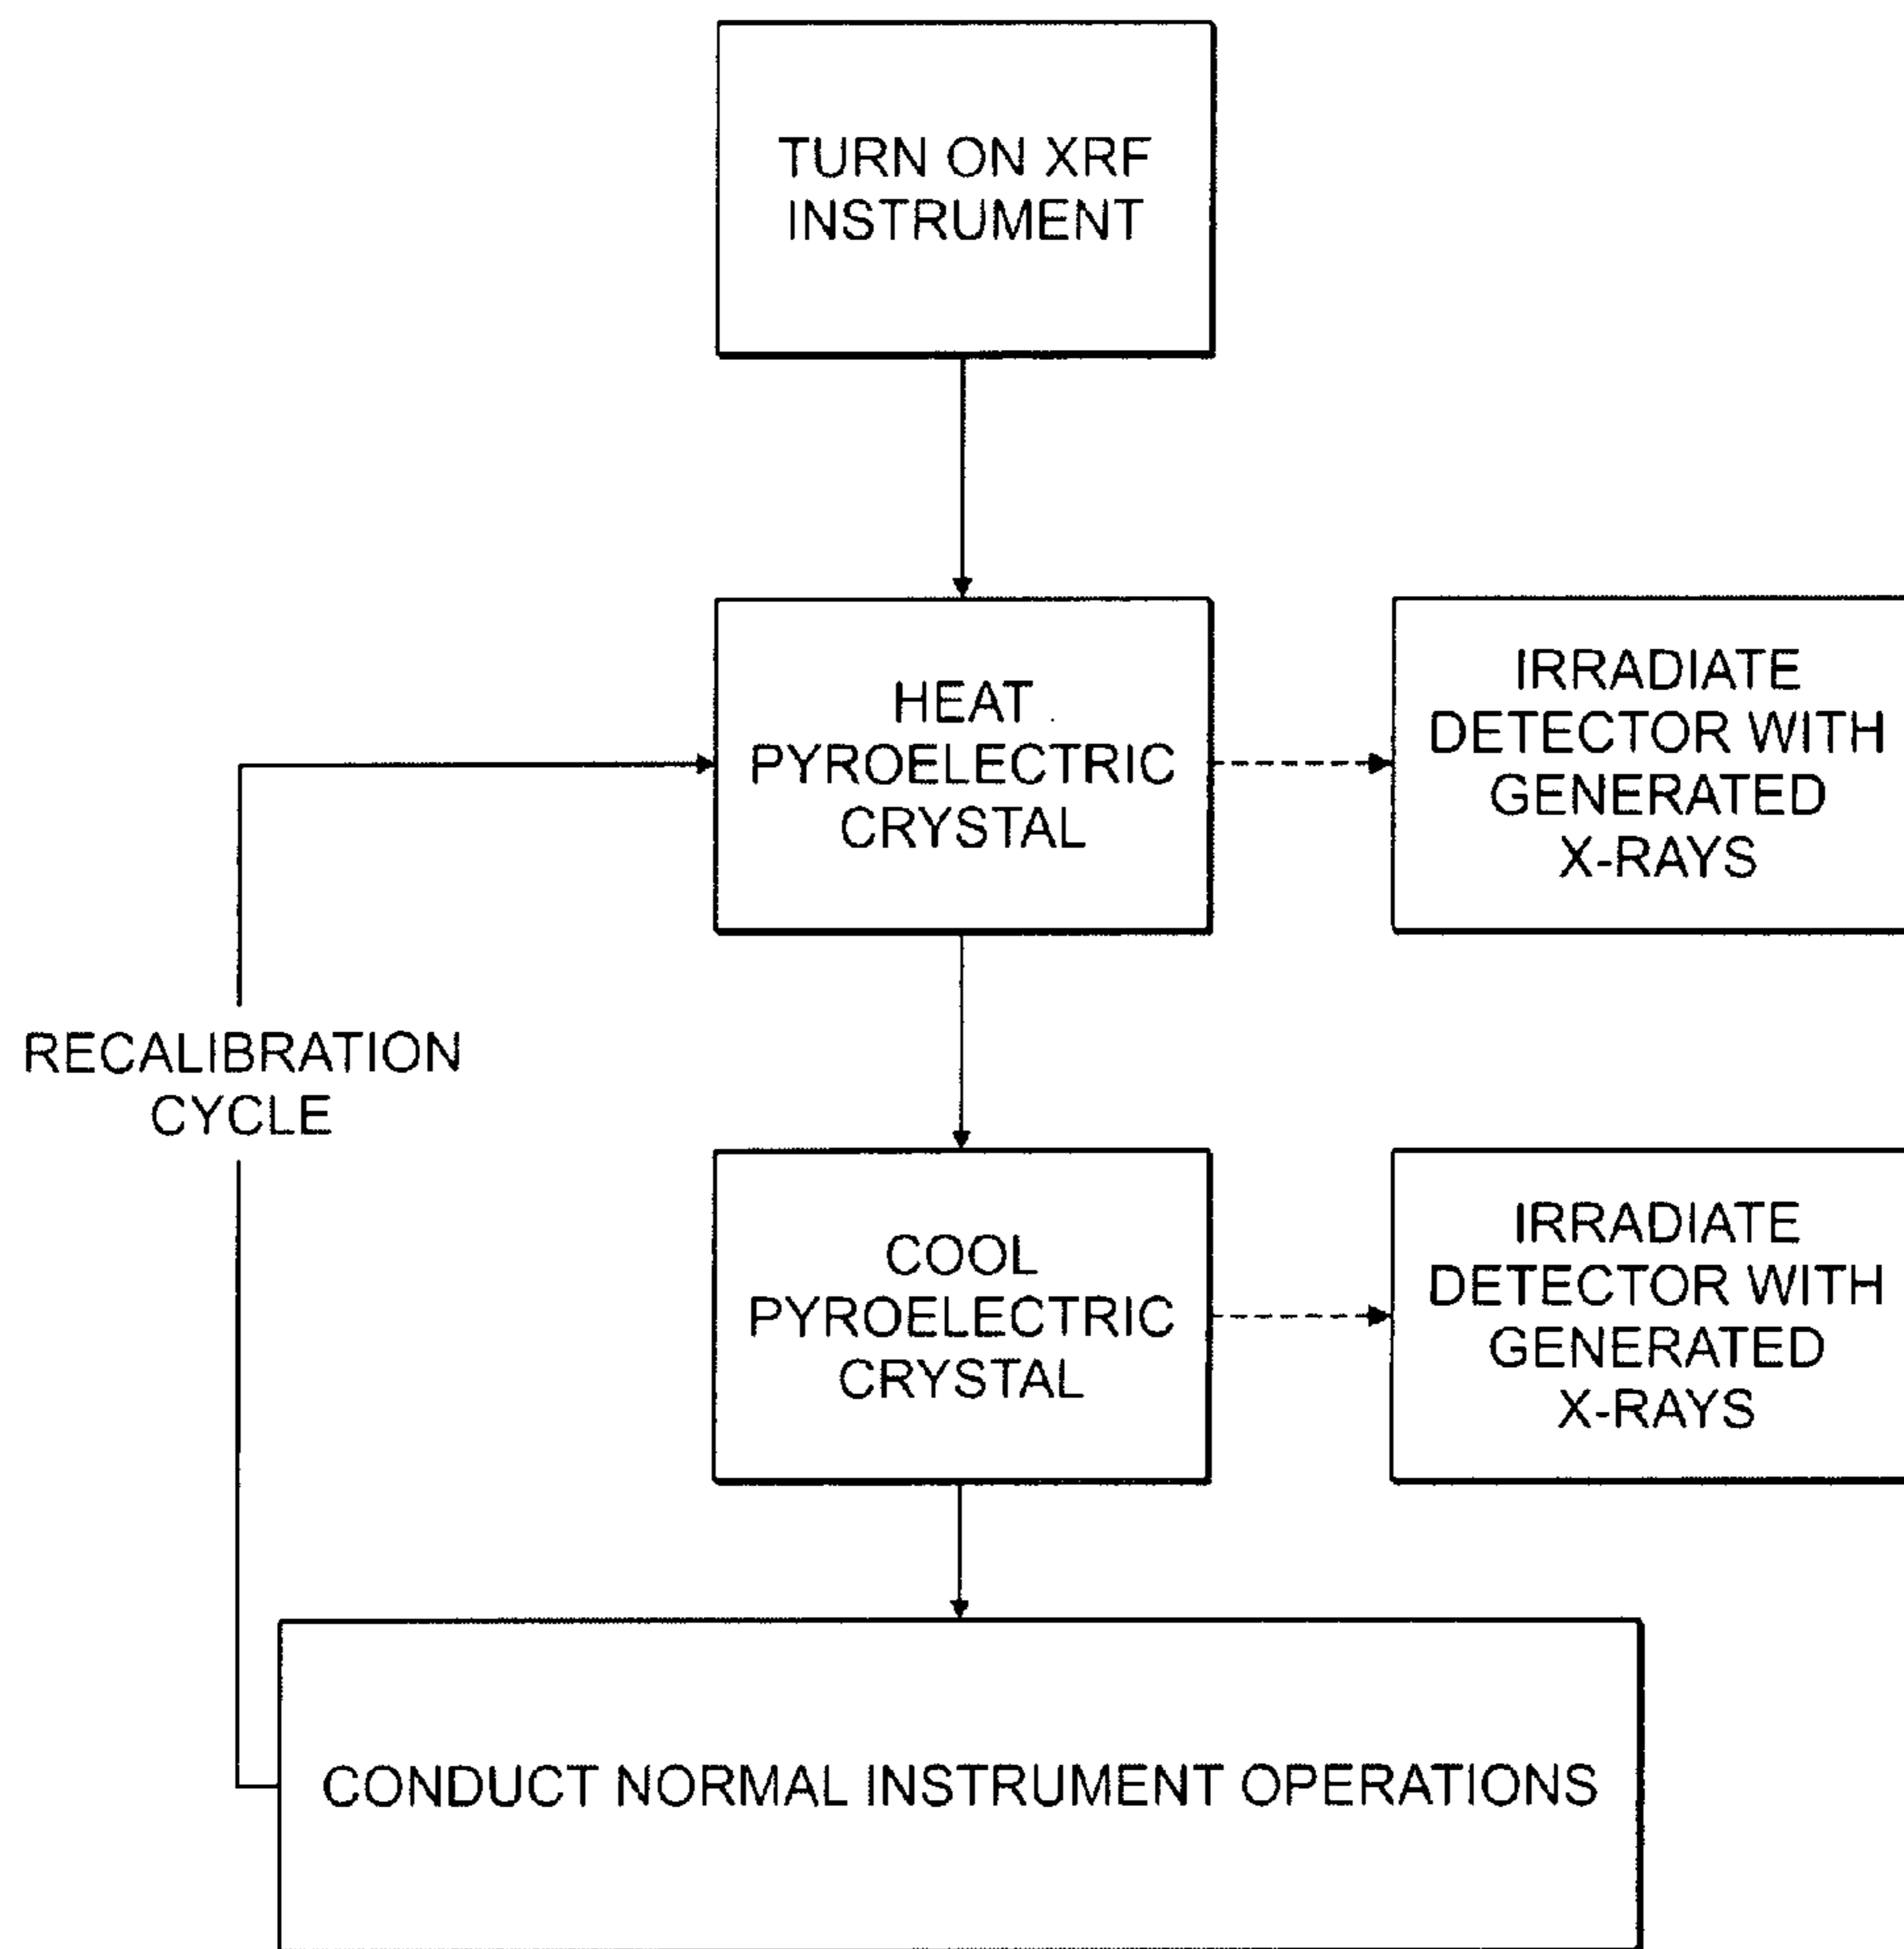 TURN ON XRF
INSTRUMENT
HEAT
PYROELECTRIC
CRYSTAL
IRRADIATE
DETECTOR WITH
GENERATED
X-RAYS
RECALIBRATION
CYCLE
COOL
PYROELECTRIC
CRYSTAL
IRRADIATE
DETECTOR WITH
GENERATED
X-RAYS
CONDUCT NORMAL INSTRUMENT OPERATIONS